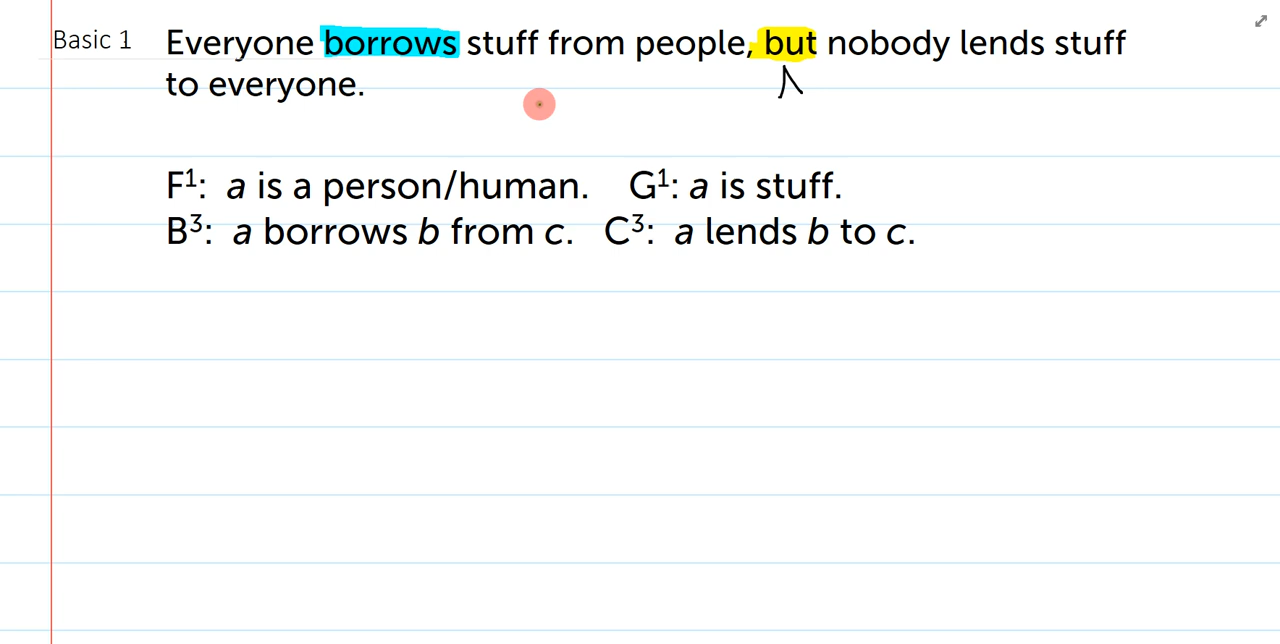 Basic 1 Everyone borrows stuff from people, but nobody lends stuff
∧
to everyone.
F¹: a is a person/human. G¹: a is stuff.
B³: a borrows b from c. C³: a lends b to c.